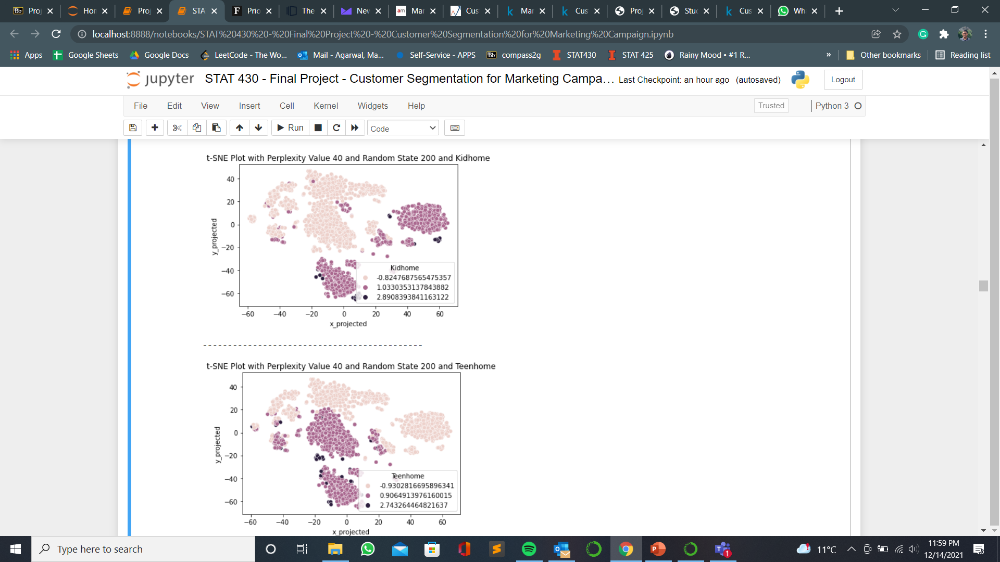 Proj
Hor
Proj
STA
Prio
The
Nev
Mar
Cus
Mar
Cus
Proj
Stuc
Cus
Wh
localhost:8888/notebooks/STAT%20430%20-%20Final%20Project%20-%20Customer%20Segmentation%20for%20Marketing%20Campaign.ipynb
Apps
Google Sheets
Google Docs
LeetCode - The Wo...
Mail - Agarwal, Ma...
Self-Service - APPS
Bb compass2g
STAT430
STAT 425
Rainy Mood • #1 R...
»
Other bookmarks
Reading list
jupyter STAT 430 - Final Project - Customer Segmentation for Marketing Campa... Last Checkpoint: an hour ago (autosaved)
Logout
File Edit View Insert Cell Kernel Widgets Help
Trusted
Python 3
Run
Code
t-SNE Plot with Perplexity Value 40 and Random State 200 and Kidhome
40
20
0
−20
−40
−60
y_projected
Kidhome
-0.8247687565475357
1.0330353137843882
2.8908393841163122
−60 −40 −20 0 20 40 60
x_projected
--------------------------------------------
t-SNE Plot with Perplexity Value 40 and Random State 200 and Teenhome
40
20
0
−20
−40
−60
y_projected
Teenhome
-0.9302816695896341
0.9064913976160015
2.743264464821637
−60 −40 −20 0 20 40 60
x_projected
Type here to search
1
11°C
11:59 PM
12/14/2021